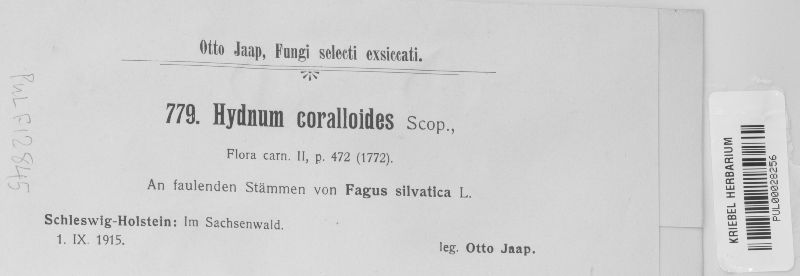 Otto Jaap, Fungi selecti exsiccati.
779. Hydnum coralloides Scop.,
Flora carn. II, p. 472 (1772).
An faulenden Stämmen von Fagus silvatica L.
Schleswig-Holstein: Im Sachsenwald.
1. IX. 1915.
leg. Otto Jaap.
PUL F12845
KRIEBEL HERBARIUM
PUL00028256